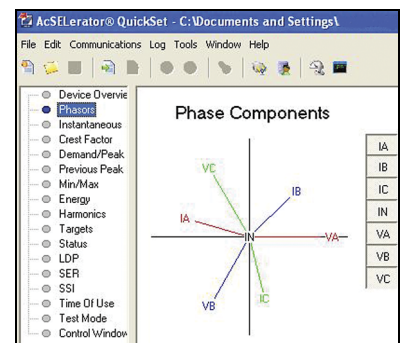 AcSELerator® QuickSet - C:\Documents and Settings\
File Edit Communications Log Tools Window Help
Device Overvie
Phasors
Instantaneous
Crest Factor
Demand/Peak
Previous Peak
Min/Max
Energy
Harmonics
Targets
Status
LDP
SER
SSI
Time Of Use
Test Mode
Control Window
Phase Components
VC
IB
IA
IN
VA
VB
IC
IA
IB
IC
IN
VA
VB
VC